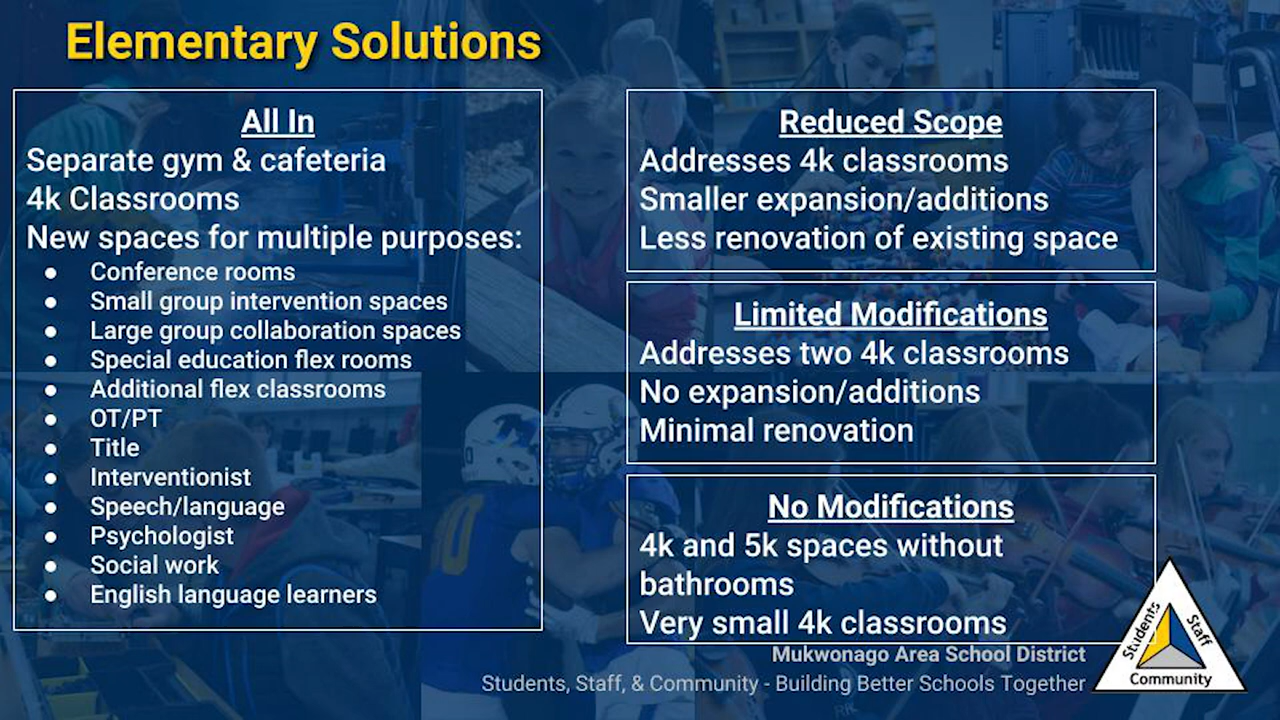 Elementary Solutions
All In
Separate gym & cafeteria
4k Classrooms
New spaces for multiple purposes:
● Conference rooms
● Small group intervention spaces
● Large group collaboration spaces
● Special education flex rooms
● Additional flex classrooms
● OT/PT
● Title
● Interventionist
● Speech/language
● Psychologist
● Social work
● English language learners
Reduced Scope
Addresses 4k classrooms
Smaller expansion/additions
Less renovation of existing space
Limited Modifications
Addresses two 4k classrooms
No expansion/additions
Minimal renovation
No Modifications
4k and 5k spaces without
bathrooms
Very small 4k classrooms
Mukwonago Area School District
Students, Staff, & Community - Building Better Schools Together
Students
Staff
Community